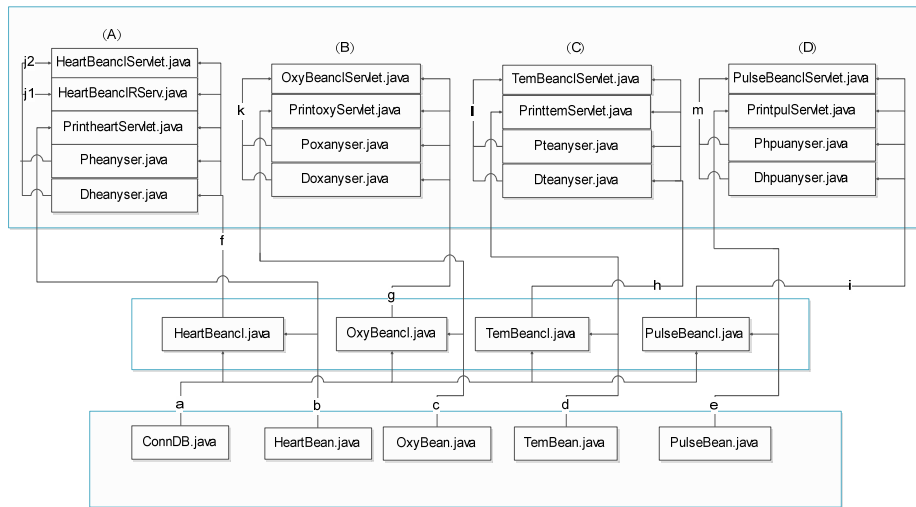 (A) (B) (C) (D)
j2 HeartBeanclServlet.java OxyBeanclServlet.java TemBeanclServlet.java PulseBeanclServlet.java
j1 HeartBeanclRServ.java k PrintoxyServlet.java l PrinttemServlet.java m PrintpulServlet.java
PrintheartServlet.java Poxanyser.java Pteanyser.java Phpuanyser.java
Pheanyser.java Doxanyser.java Dteanyser.java Dhpuanyser.java
Dheanyser.java
f
g h i
HeartBeancl.java OxyBeancl.java TemBeancl.java PulseBeancl.java
a b c d e
ConnDB.java HeartBean.java OxyBean.java TemBean.java PulseBean.java